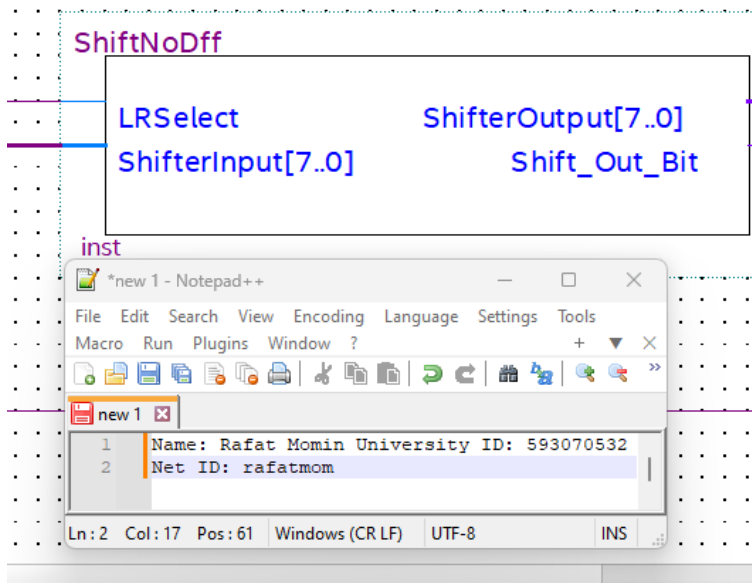 ShiftNoDff
LRSelect ShifterOutput[7..0]
ShifterInput[7..0] Shift_Out_Bit
inst
*new 1 - Notepad++
File Edit Search View Encoding Language Settings Tools
Macro Run Plugins Window ?
new 1
1 Name: Rafat Momin University ID: 593070532
2 Net ID: rafatmom
Ln: 2 Col: 17 Pos: 61 Windows (CR LF) UTF-8 INS